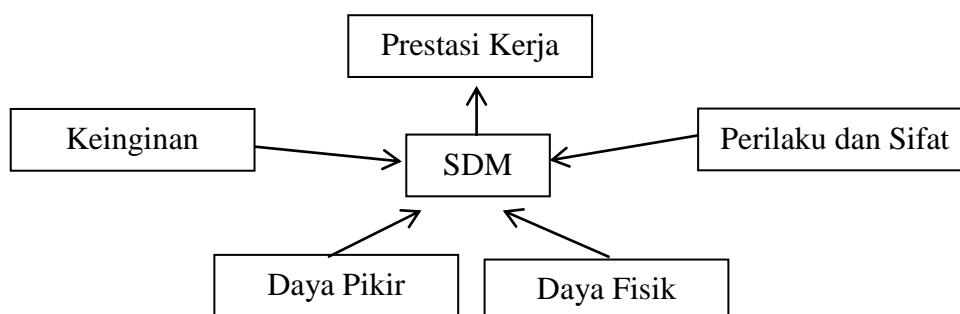 Prestasi Kerja
Keinginan
Perilaku dan Sifat
SDM
Daya Pikir
Daya Fisik